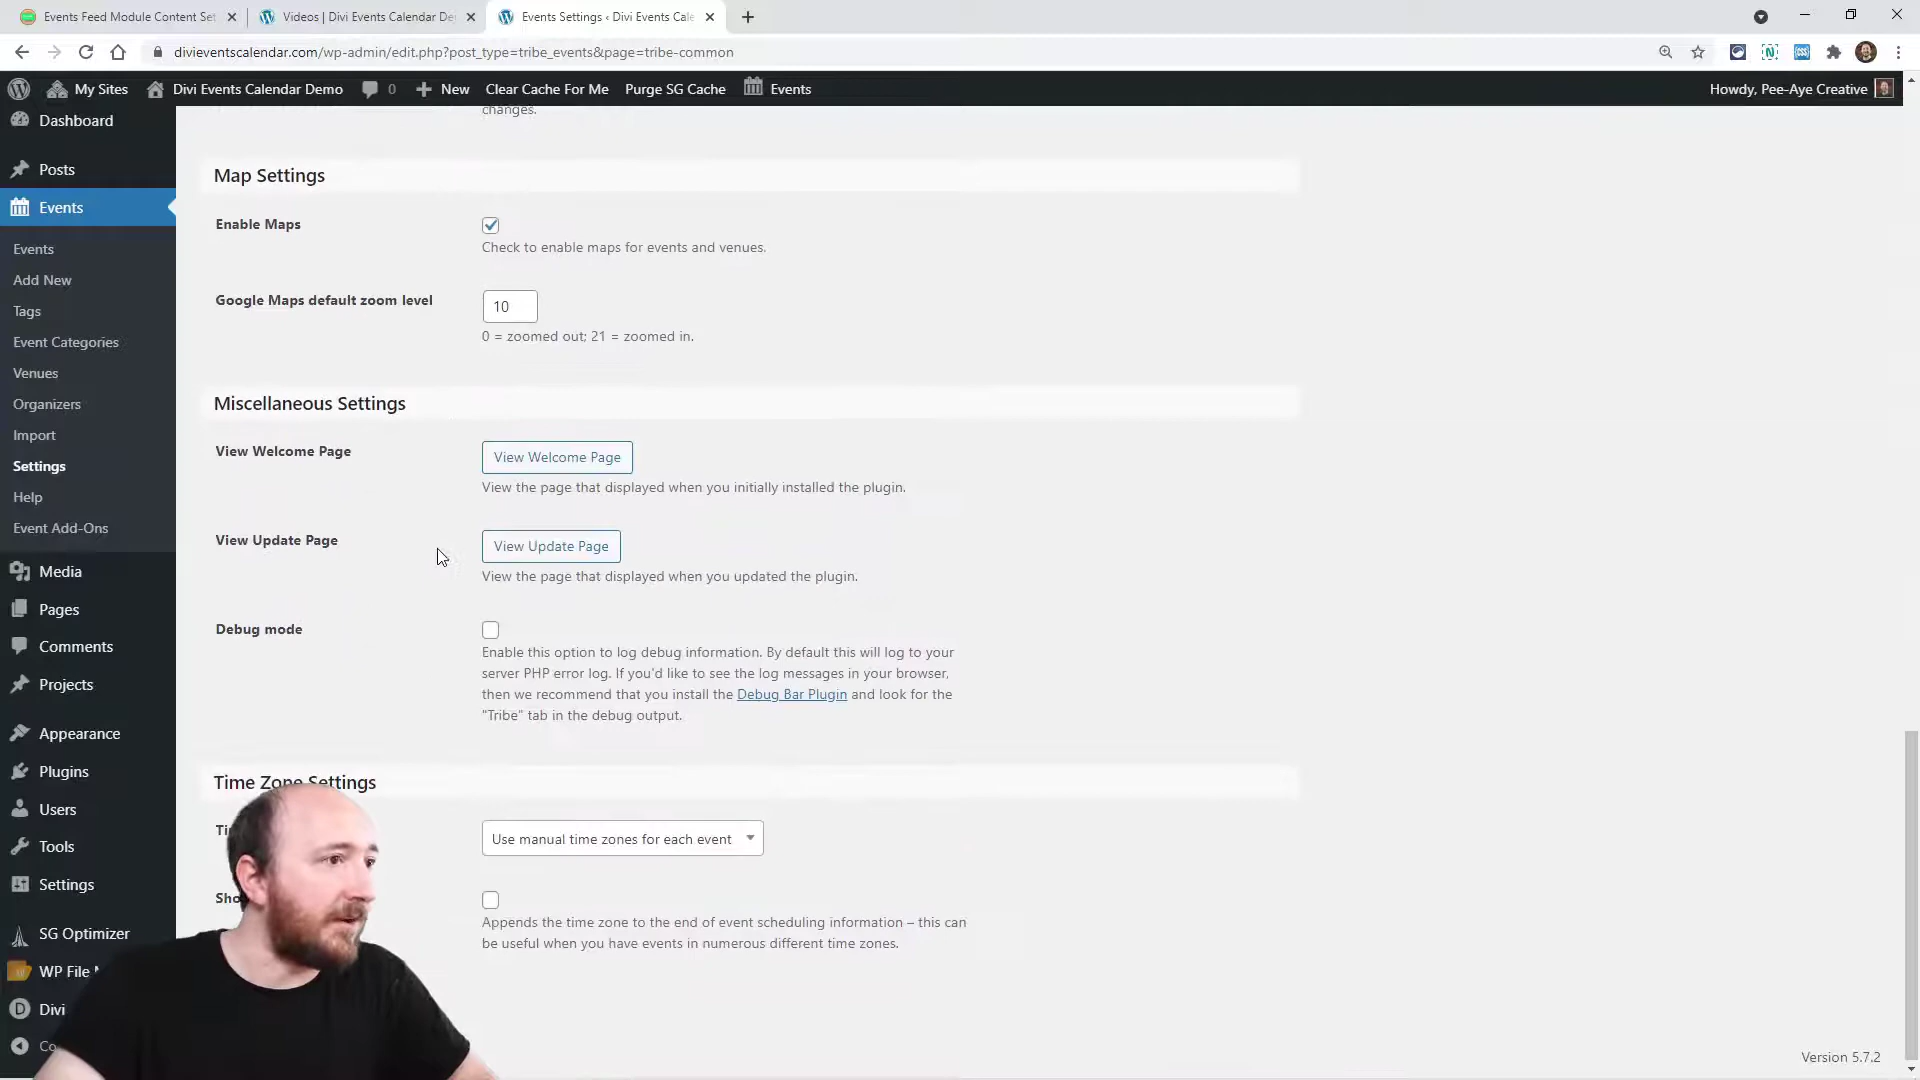 Events Feed Module Content Set
Videos | Divi Events Calendar De
Events Settings ‹ Divi Events Cale
divieventscalendar.com/wp-admin/edit.php?post_type=tribe_events&page=tribe-common
My Sites
Divi Events Calendar Demo
0
New
Clear Cache For Me
Purge SG Cache
Events
Howdy, Pee-Aye Creative
Dashboard
Posts
Events
Events
Add New
Tags
Event Categories
Venues
Organizers
Import
Settings
Help
Event Add-Ons
Media
Pages
Comments
Projects
Appearance
Plugins
Users
Tools
Settings
SG Optimizer
WP File
Divi
Co
changes.
Map Settings
Enable Maps
Check to enable maps for events and venues.
Google Maps default zoom level
10
0 = zoomed out; 21 = zoomed in.
Miscellaneous Settings
View Welcome Page
View Welcome Page
View the page that displayed when you initially installed the plugin.
View Update Page
View Update Page
View the page that displayed when you updated the plugin.
Debug mode
Enable this option to log debug information. By default this will log to your
server PHP error log. If you'd like to see the log messages in your browser,
then we recommend that you install the Debug Bar Plugin and look for the
"Tribe" tab in the debug output.
Time Zone Settings
Use manual time zones for each event
Sho
Appends the time zone to the end of event scheduling information – this can
be useful when you have events in numerous different time zones.
Version 5.7.2